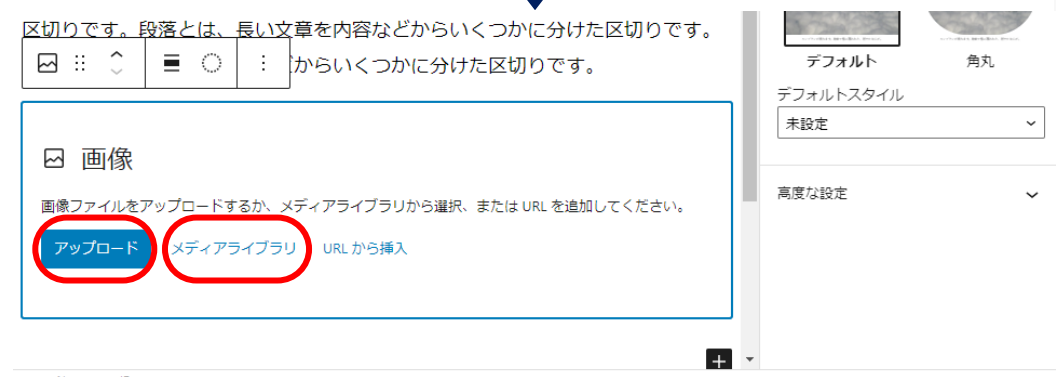 区切りです。段落とは、長い文章を内容などからいくつかに分けた区切りです。
からいくつかに分けた区切りです。
画像
画像ファイルをアップロードするか、メディアライブラリから選択、または URL を追加してください。
アップロード メディアライブラリ URL から挿入
デフォルト 角丸
デフォルトスタイル
未設定
高度な設定